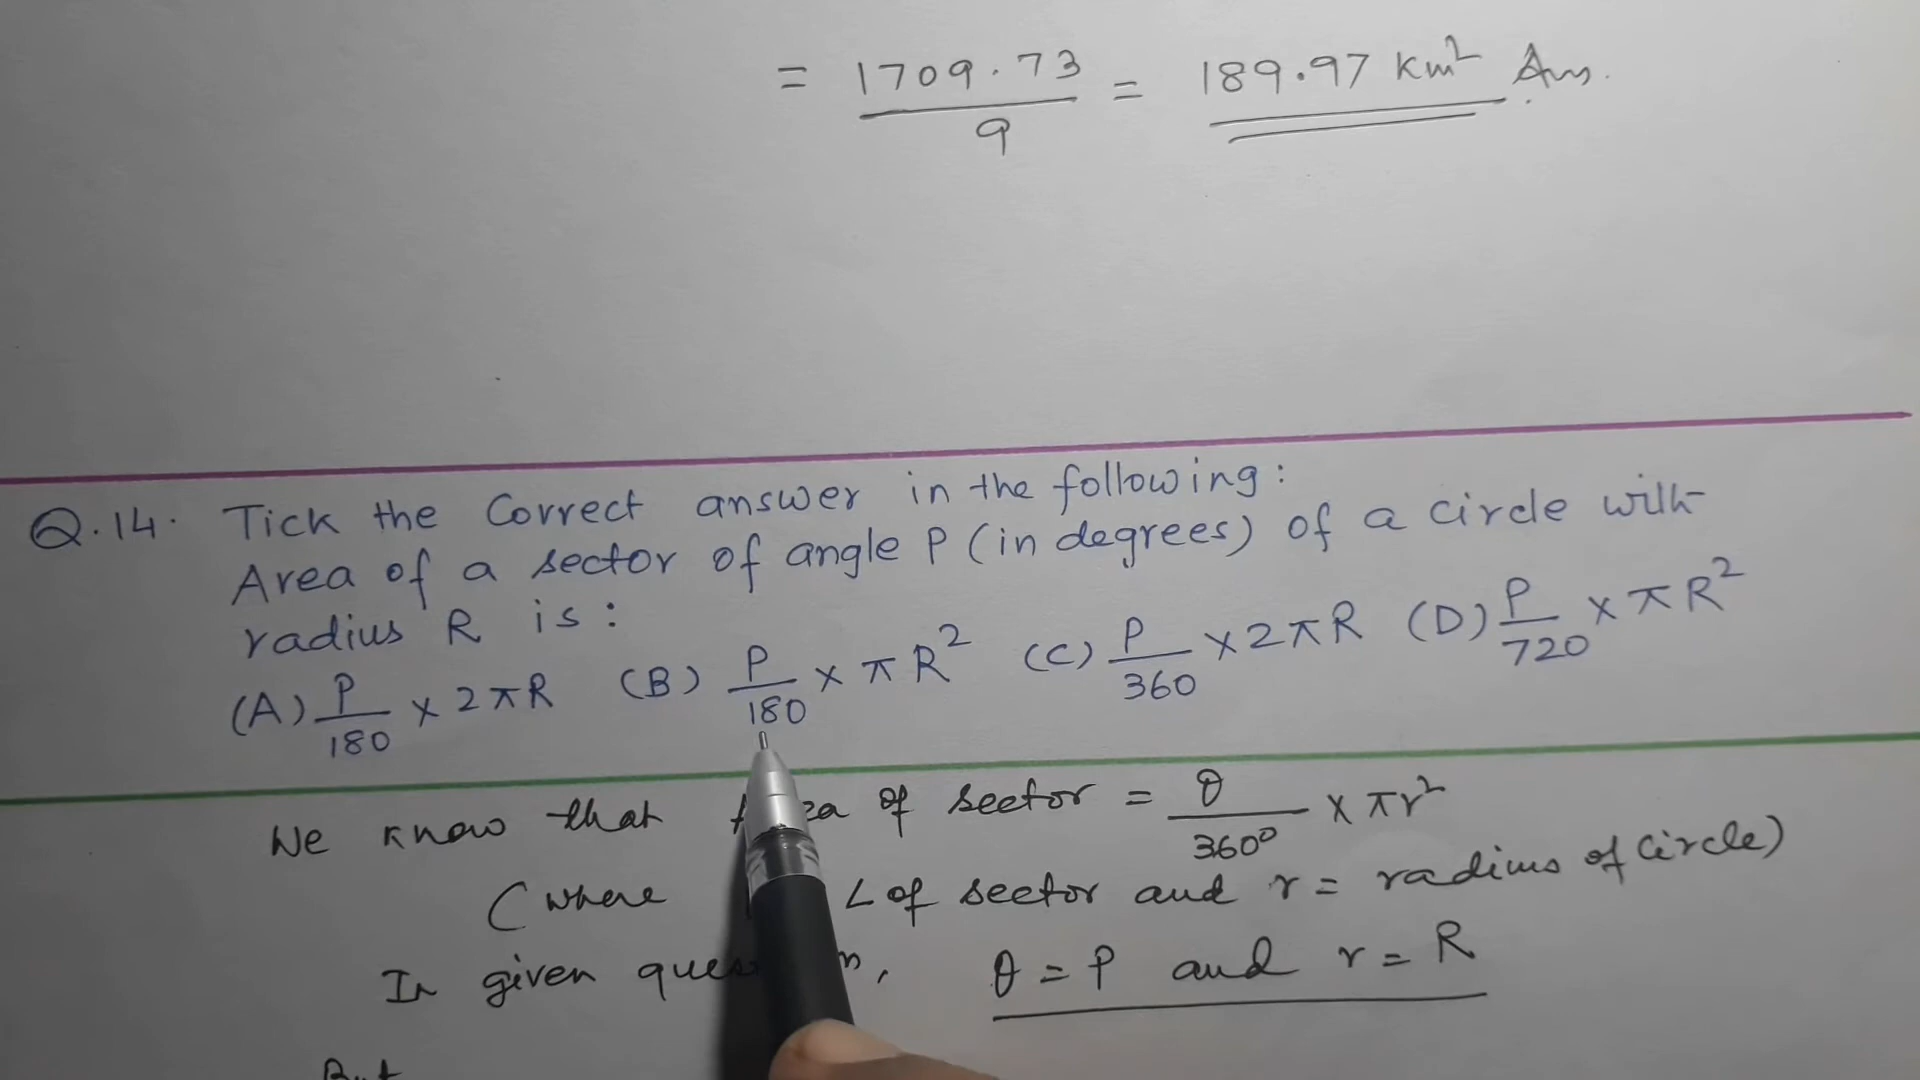 = 1709.73 / 9 = 189.97 km² Ans.
Q.14. Tick the Correct answer in the following:
Area of a sector of angle P (in degrees) of a circle with
radius R is:
(A) P/180 × 2πR (B) P/180 × πR² (C) P/360 × 2πR (D) P/720 × πR²
We know that of sector = θ/360° × πr²
(where ∠ of sector and r = radius of circle)
In given θ = P and r = R
But